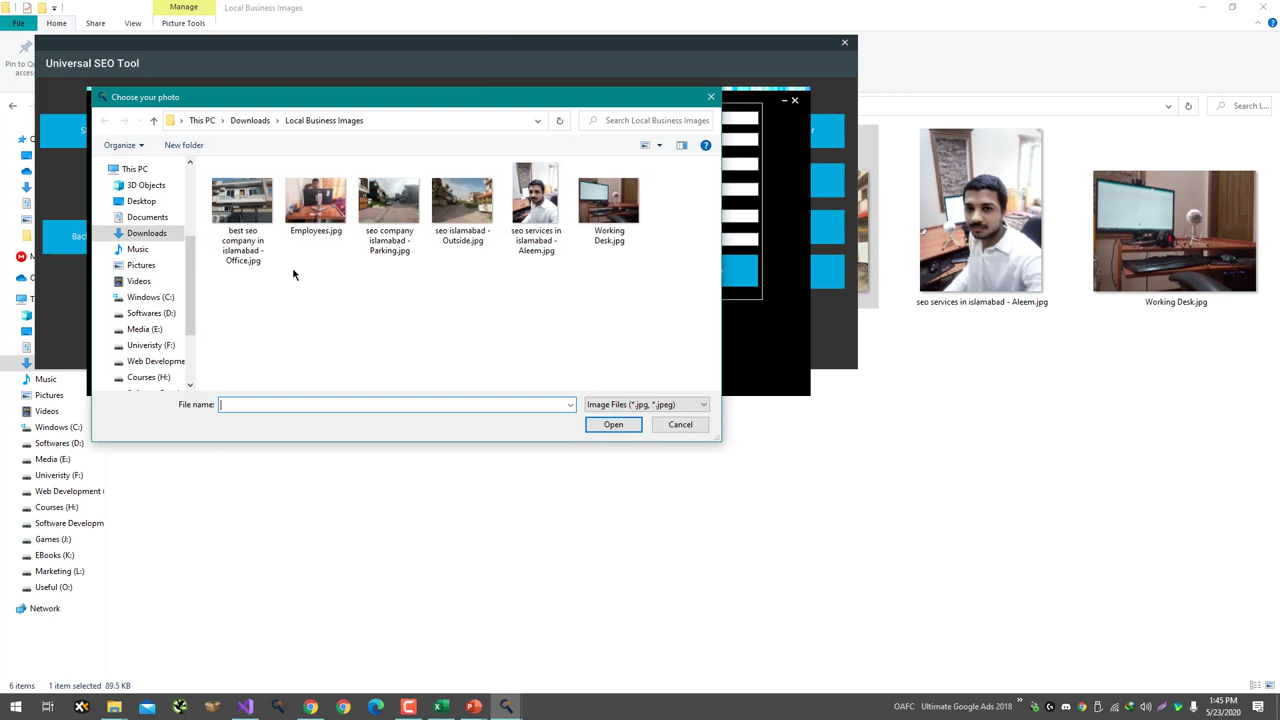 Manage
Local Business Images
File
Home
Share
View
Picture Tools
Pin to Q
access
Universal SEO Tool
Choose your photo
This PC
Downloads
Local Business Images
Search Local Business Images
Search L...
Organize
New folder
This PC
3D Objects
Desktop
Documents
Downloads
Music
Pictures
Videos
Windows (C:)
Softwares (D:)
Media (E:)
Univeristy (F:)
Web Developme
Courses (H:)
best seo
company in
islamabad -
Office.jpg
Employees.jpg
seo company
islamabad -
Parking.jpg
seo islamabad -
Outside.jpg
seo services in
islamabad -
Aleem.jpg
Working
Desk.jpg
File name:
Image Files (*.jpg, *.jpeg)
Open
Cancel
Back
seo services in islamabad - Aleem.jpg
Working Desk.jpg
Music
Pictures
Videos
Windows (C:)
Softwares (D:)
Media (E:)
Univeristy (F:)
Web Development (
Courses (H:)
Software Developm
Games (J:)
EBooks (K:)
Marketing (L:)
Useful (O:)
Network
6 items
1 item selected 89.5 KB
OAFC
Ultimate Google Ads 2018
1:45 PM
5/23/2020